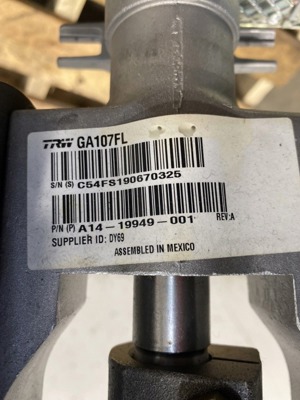 TRW GA107FL
S/N (S) C54FS190670325
P/N (P) A14-19949-001 REV:A
SUPPLIER ID: DY69
ASSEMBLED IN MEXICO